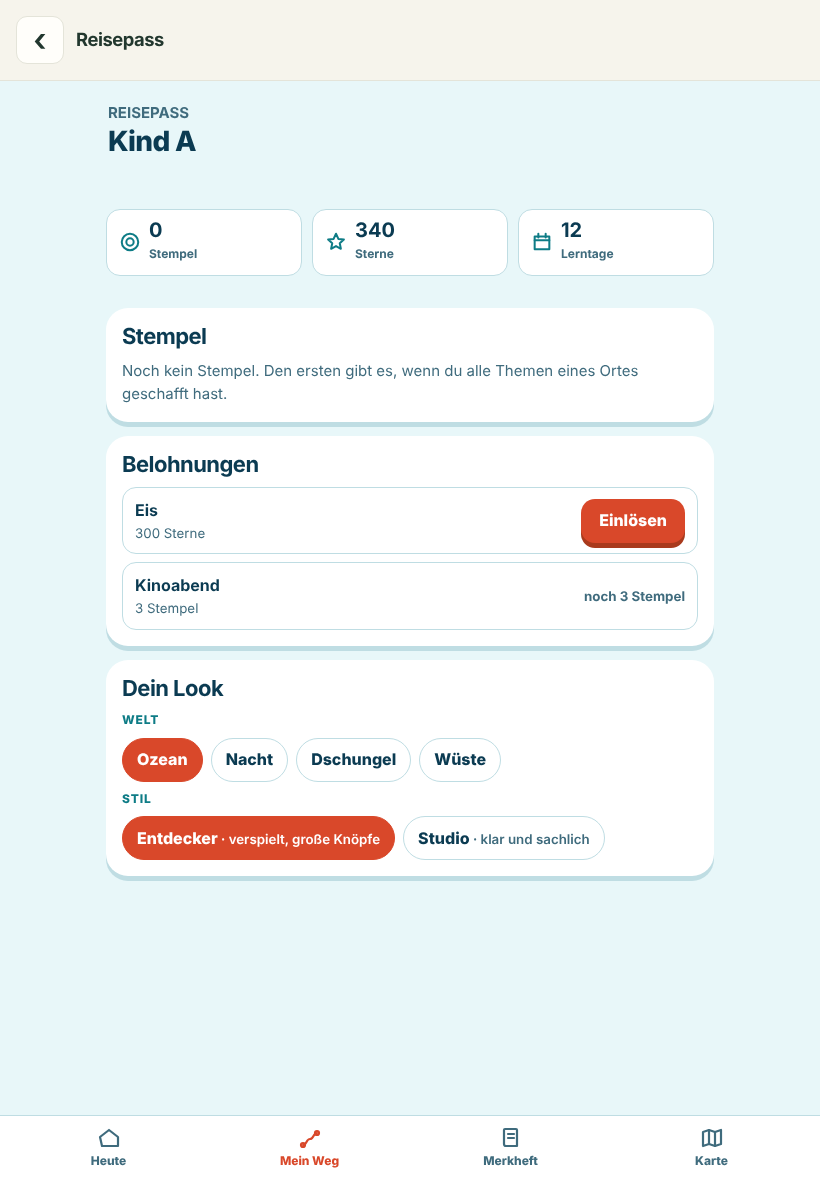 Reisepass
REISEPASS
Kind A
0
Stempel
340
Sterne
12
Lerntage
Stempel
Noch kein Stempel. Den ersten gibt es, wenn du alle Themen eines Ortes
geschafft hast.
Belohnungen
Eis
300 Sterne
Einlösen
Kinoabend
3 Stempel
noch 3 Stempel
Dein Look
WELT
Ozean
Nacht
Dschungel
Wüste
STIL
Entdecker · verspielt, große Knöpfe
Studio · klar und sachlich
Heute
Mein Weg
Merkheft
Karte